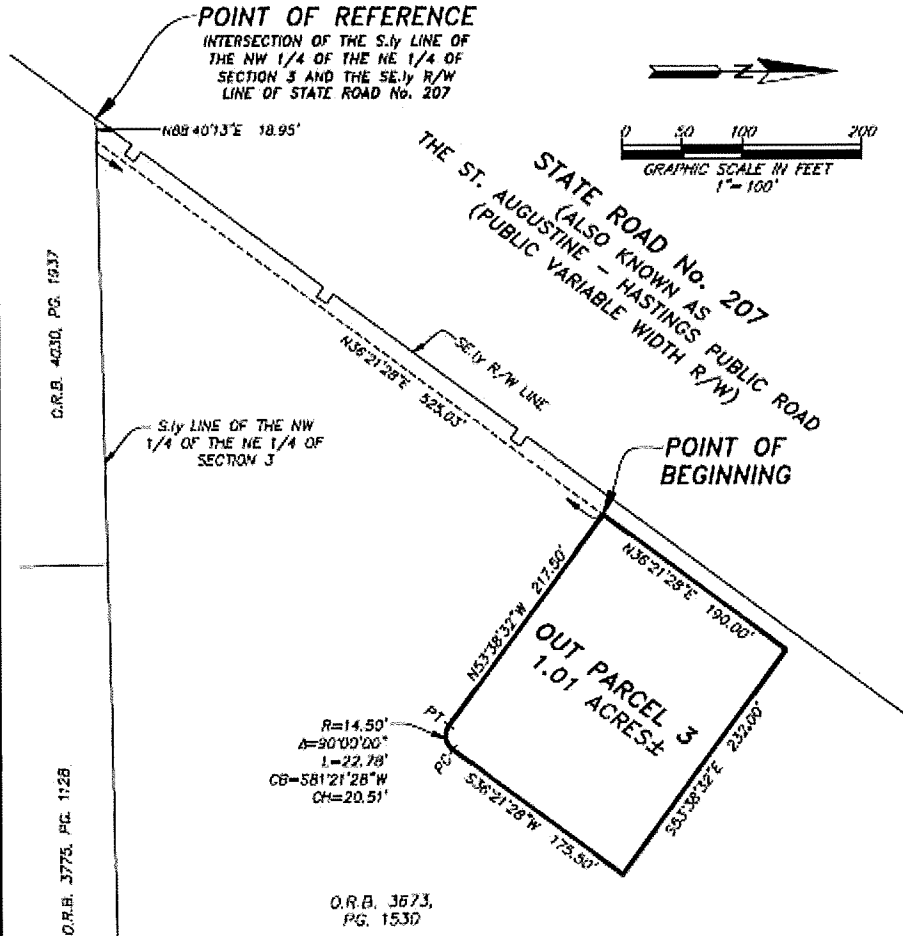 POINT OF REFERENCE
INTERSECTION OF THE S.ly LINE OF
THE NW 1/4 OF THE NE 1/4 OF
SECTION 3 AND THE SE.ly R/W
LINE OF STATE ROAD No. 207
N88°40'13"E 18.95'
N
0 50 100 200
GRAPHIC SCALE IN FEET
1"=100'
STATE ROAD No. 207
(ALSO KNOWN AS
THE ST. AUGUSTINE – HASTINGS PUBLIC ROAD
(PUBLIC VARIABLE WIDTH R/W)
O.R.B. 4030, PG. 1937
N36°21'28"E 525.03'
SE.ly R/W LINE
S.ly LINE OF THE NW
1/4 OF THE NE 1/4 OF
SECTION 3
POINT OF
BEGINNING
N36°21'28"E 190.00'
N53°38'32"W 217.50'
OUT PARCEL 3
1.01 ACRES±
S53°38'32"E 232.00'
PT
PC
R=14.50'
Δ=90°00'00"
L=22.78'
CB=S81°21'28"W
CH=20.51'
S36°21'28"W 175.50'
O.R.B. 3775, PG. 1128
O.R.B. 3673,
PG. 1530